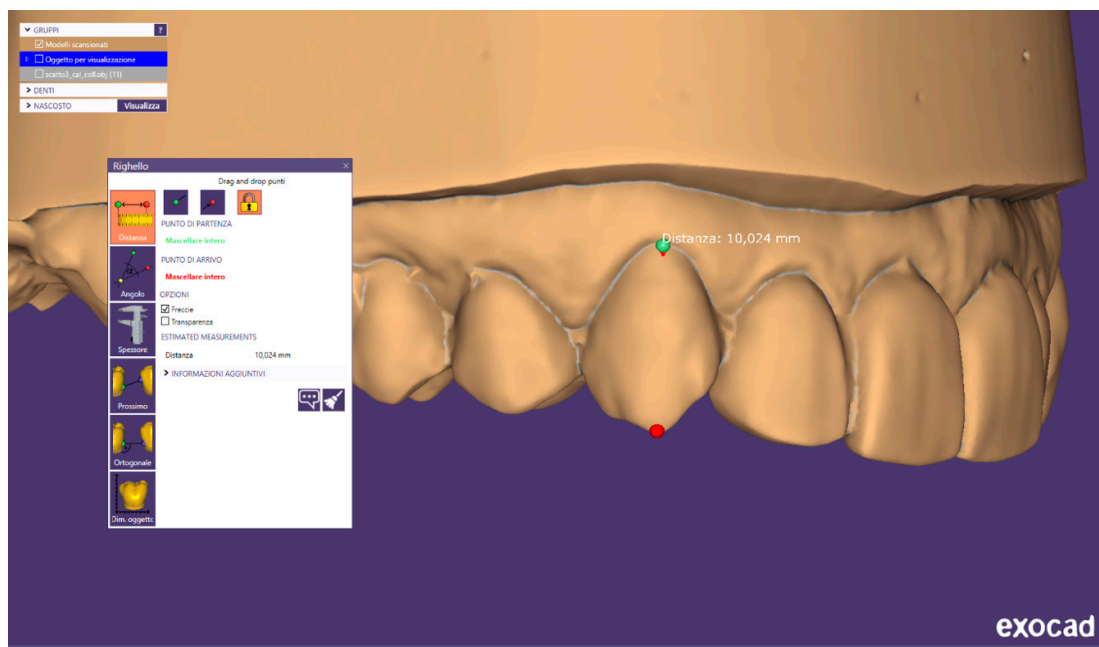 GRUPPI ?
Modelli scansionati
Oggetto per visualizzazione
scatto3_cai_coll.obj (11)
DENTI
NASCOSTO Visualizza
Righello
Drag and drop punti
Distanza
PUNTO DI PARTENZA
Mascellare intero
PUNTO DI ARRIVO
Mascellare intero
Angolo
OPZIONI
Freccie
Transparenza
ESTIMATED MEASUREMENTS
Spessore
Distanza 10,024 mm
INFORMAZIONI AGGIUNTIVI
Prossimo
Ortogonale
Dim. oggetto
Distanza: 10,024 mm
exocad